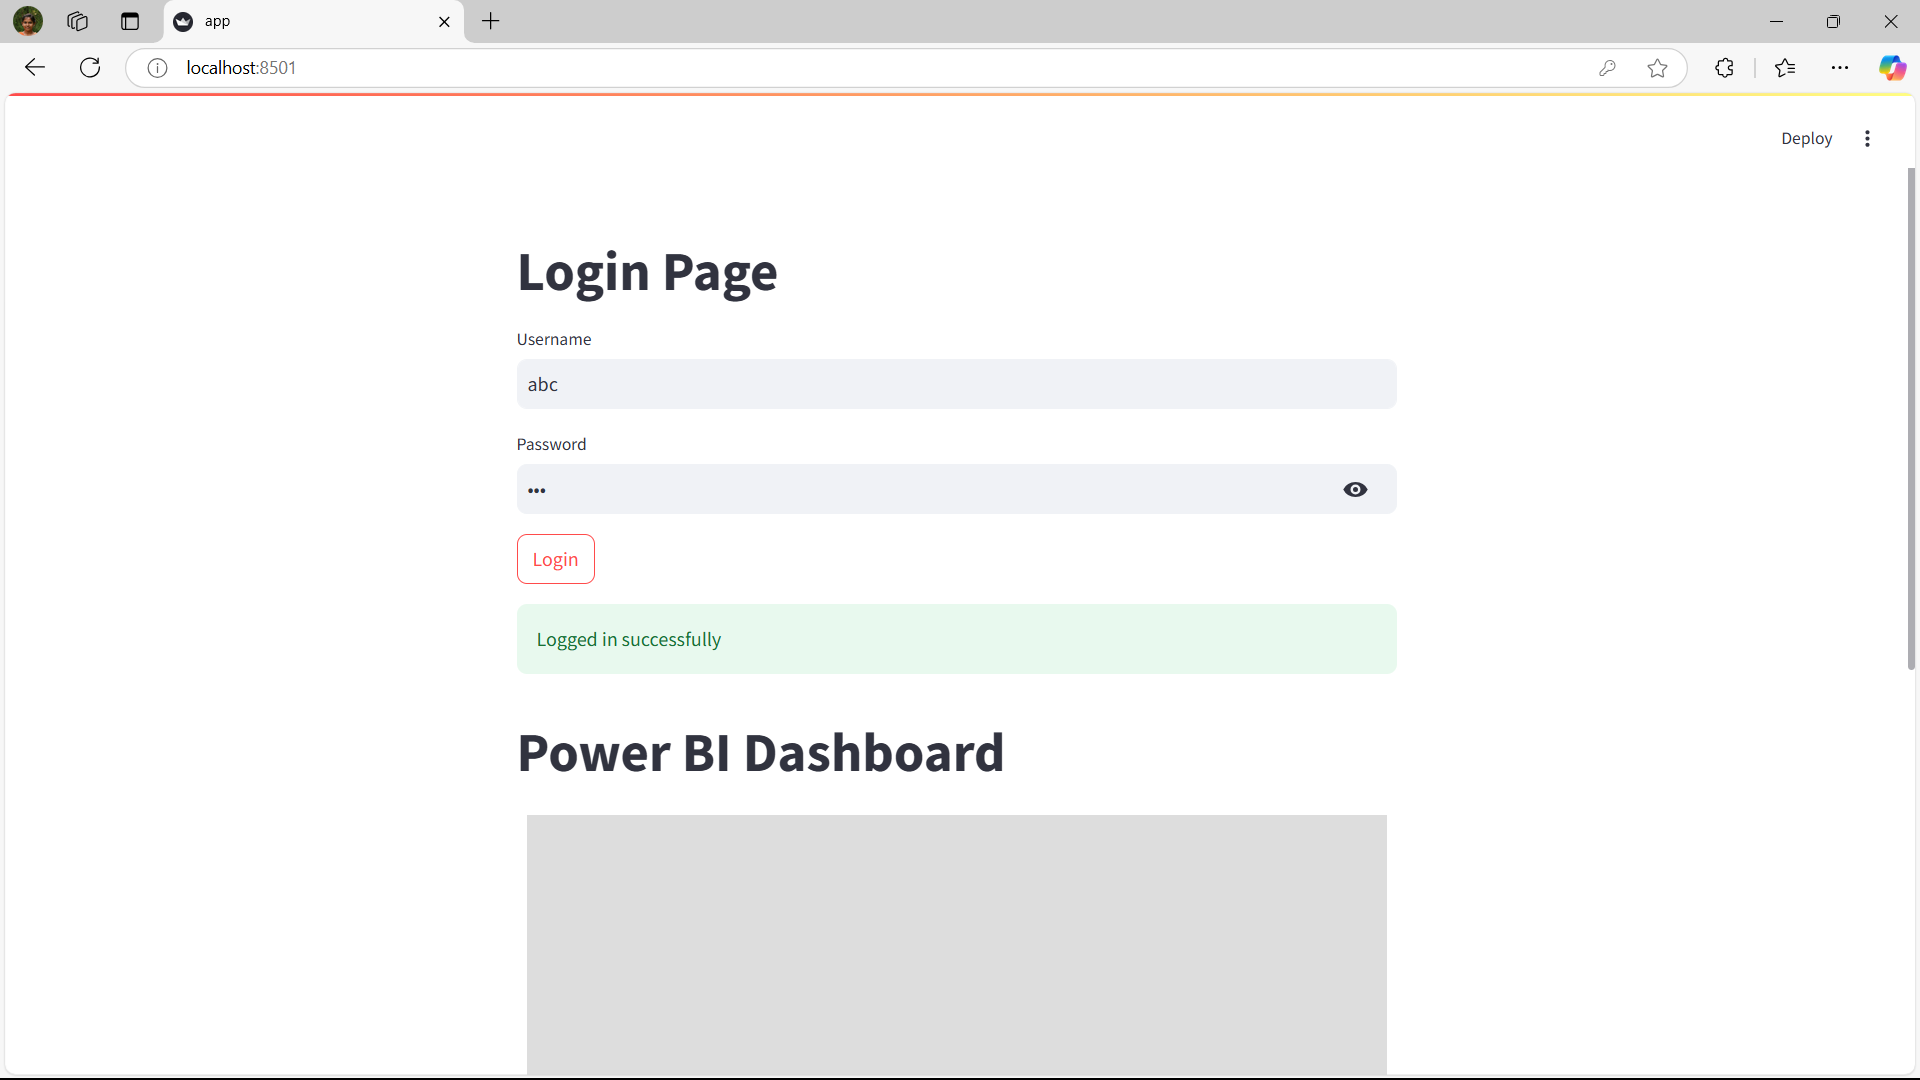 app
localhost:8501
Deploy
Login Page
Username
abc
Password
•••
Login
Logged in successfully
Power BI Dashboard